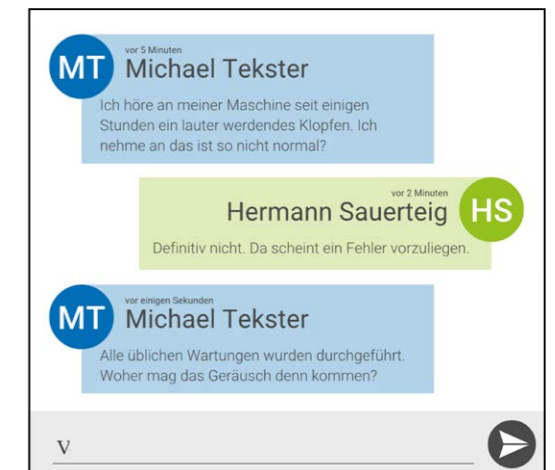 MT
vor 5 Minuten
Michael Tekster
Ich höre an meiner Maschine seit einigen
Stunden ein lauter werdendes Klopfen. Ich
nehme an das ist so nicht normal?
vor 2 Minuten
Hermann Sauerteig
HS
Definitiv nicht. Da scheint ein Fehler vorzuliegen.
MT
vor einigen Sekunden
Michael Tekster
Alle üblichen Wartungen wurden durchgeführt.
Woher mag das Geräusch denn kommen?
V